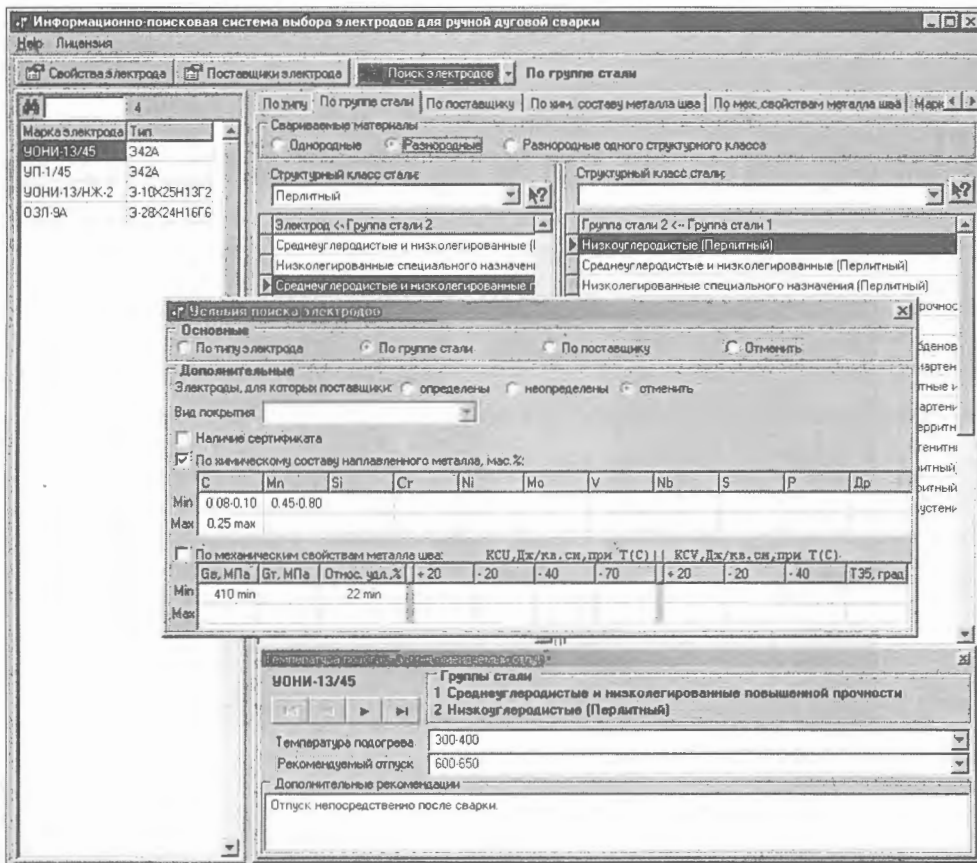 Информационно-поисковая система выбора электродов для ручной дуговой сварки
Help Лицензия
Свойства электрода Поставщики электрода Поиск электродов По группе стали
4
Марка электрода Тип
УОНИ-13/45 Э42А
УП-1/45 Э42А
УОНИ-13/НЖ-2 Э-10Х25Н13Г2
ОЗЛ-9А Э-28Х24Н16Г6
По типу По группе стали По поставщику По хим. составу металла шва По мех. свойствам металла шва Марк
Свариваемые материалы
Однородные Разнородные Разнородные одного структурного класса
Структурный класс стали:
Перлитный
Электрод <- Группа стали 2
Среднеуглеродистые и низколегированные (
Низколегированные специального назначени
Среднеуглеродистые и низколегированные п
Структурный класс стали:
Группа стали 2 <-- Группа стали 1
Низкоуглеродистые (Перлитный)
Среднеуглеродистые и низколегированные (Перлитный)
Низколегированные специального назначения (Перлитный)
рочнос
бденов
артен
тные и
артени
ерритн
тенитн
итный
ритный
устени
Условия поиска электродов
Основные
По типу электрода По группе стали По поставщику Отменить
Дополнительные
Электроды, для которых поставщики: определены неопределены отменить
Вид покрытия
Наличие сертификата
По химическому составу наплавленного металла, мас.%:
C Mn Si Cr Ni Mo V Nb S P Др
Min 0.08-0.10 0.45-0.80
Max 0.25 max
По механическим свойствам металла шва: KCU,Дж/кв.см,при T(C) || KCV,Дж/кв.см,при T(C).
Gв, МПа Gт, МПа Относ. удл.,% + 20 - 20 - 40 - 70 + 20 - 20 - 40 T35, град
Min 410 min 22 min
Max
УОНИ-13/45
Группы стали
1 Среднеуглеродистые и низколегированные повышенной прочности
2 Низкоуглеродистые (Перлитный)
Температура подогрева 300-400
Рекомендуемый отпуск 600-650
Дополнительные рекомендации
Отпуск непосредственно после сварки.